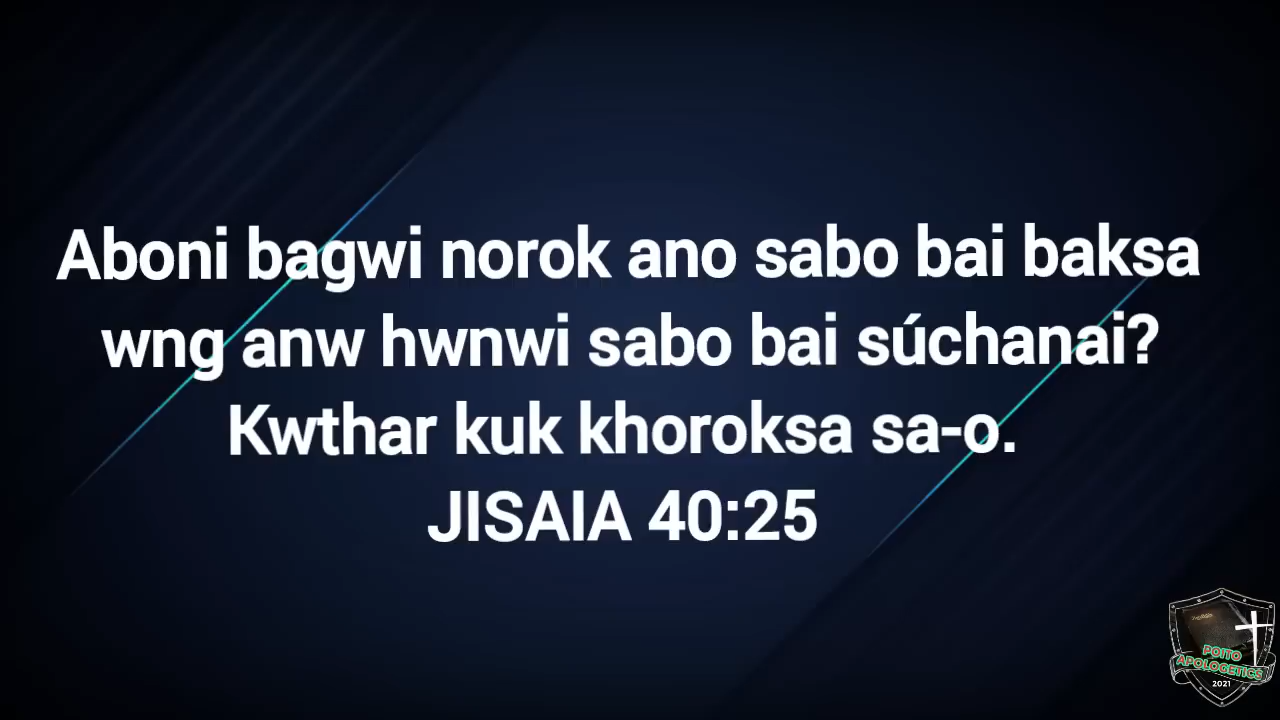 Aboni bagwi norok ano sabo bai baksa
wng anw hwnwi sabo bai súchanai?
Kwthar kuk khoroksa sa-o.
JISAIA 40:25
POITO
APOLOGETICS
2021